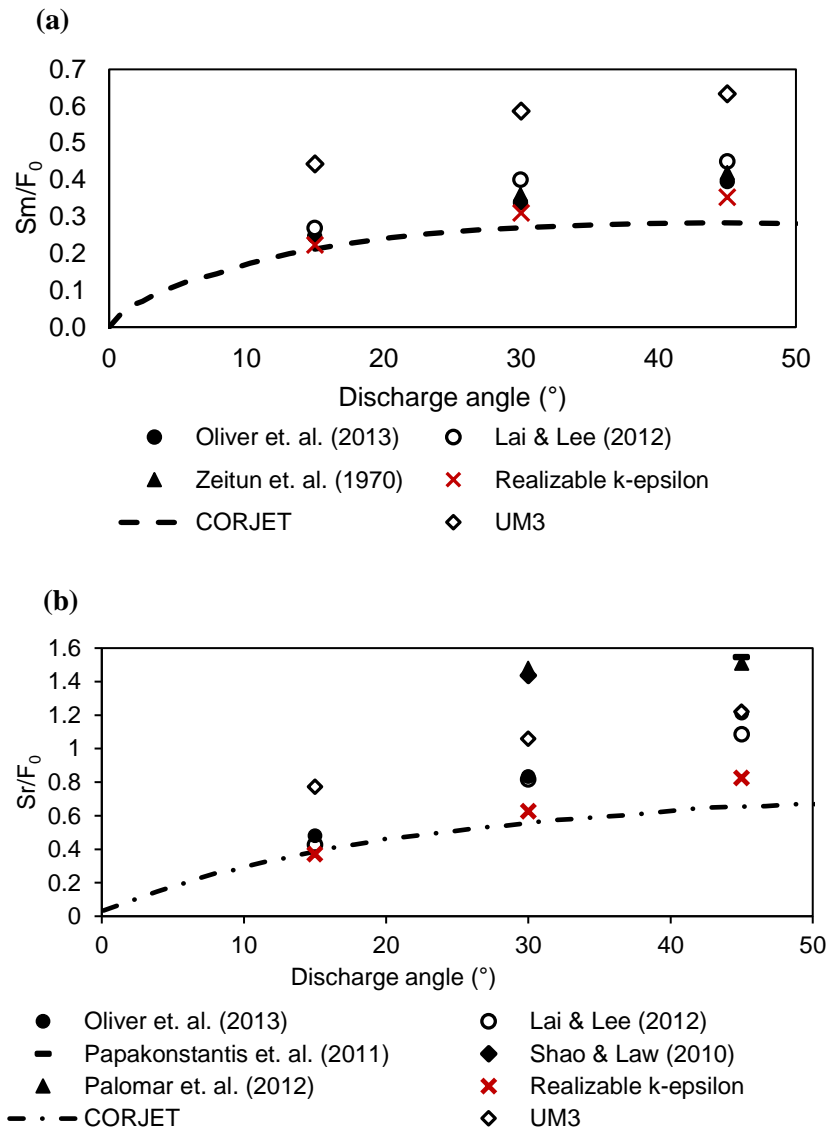 (a)
0.7
0.6
0.5
0.4
0.3
0.2
0.1
0.0
Sm/F0
0 10 20 30 40 50
Discharge angle (°)
Oliver et. al. (2013) Lai & Lee (2012)
Zeitun et. al. (1970) Realizable k-epsilon
CORJET UM3
(b)
1.6
1.4
1.2
1
0.8
0.6
0.4
0.2
0
Sr/F0
0 10 20 30 40 50
Discharge angle (°)
Oliver et. al. (2013) Lai & Lee (2012)
Papakonstantis et. al. (2011) Shao & Law (2010)
Palomar et. al. (2012) Realizable k-epsilon
CORJET UM3